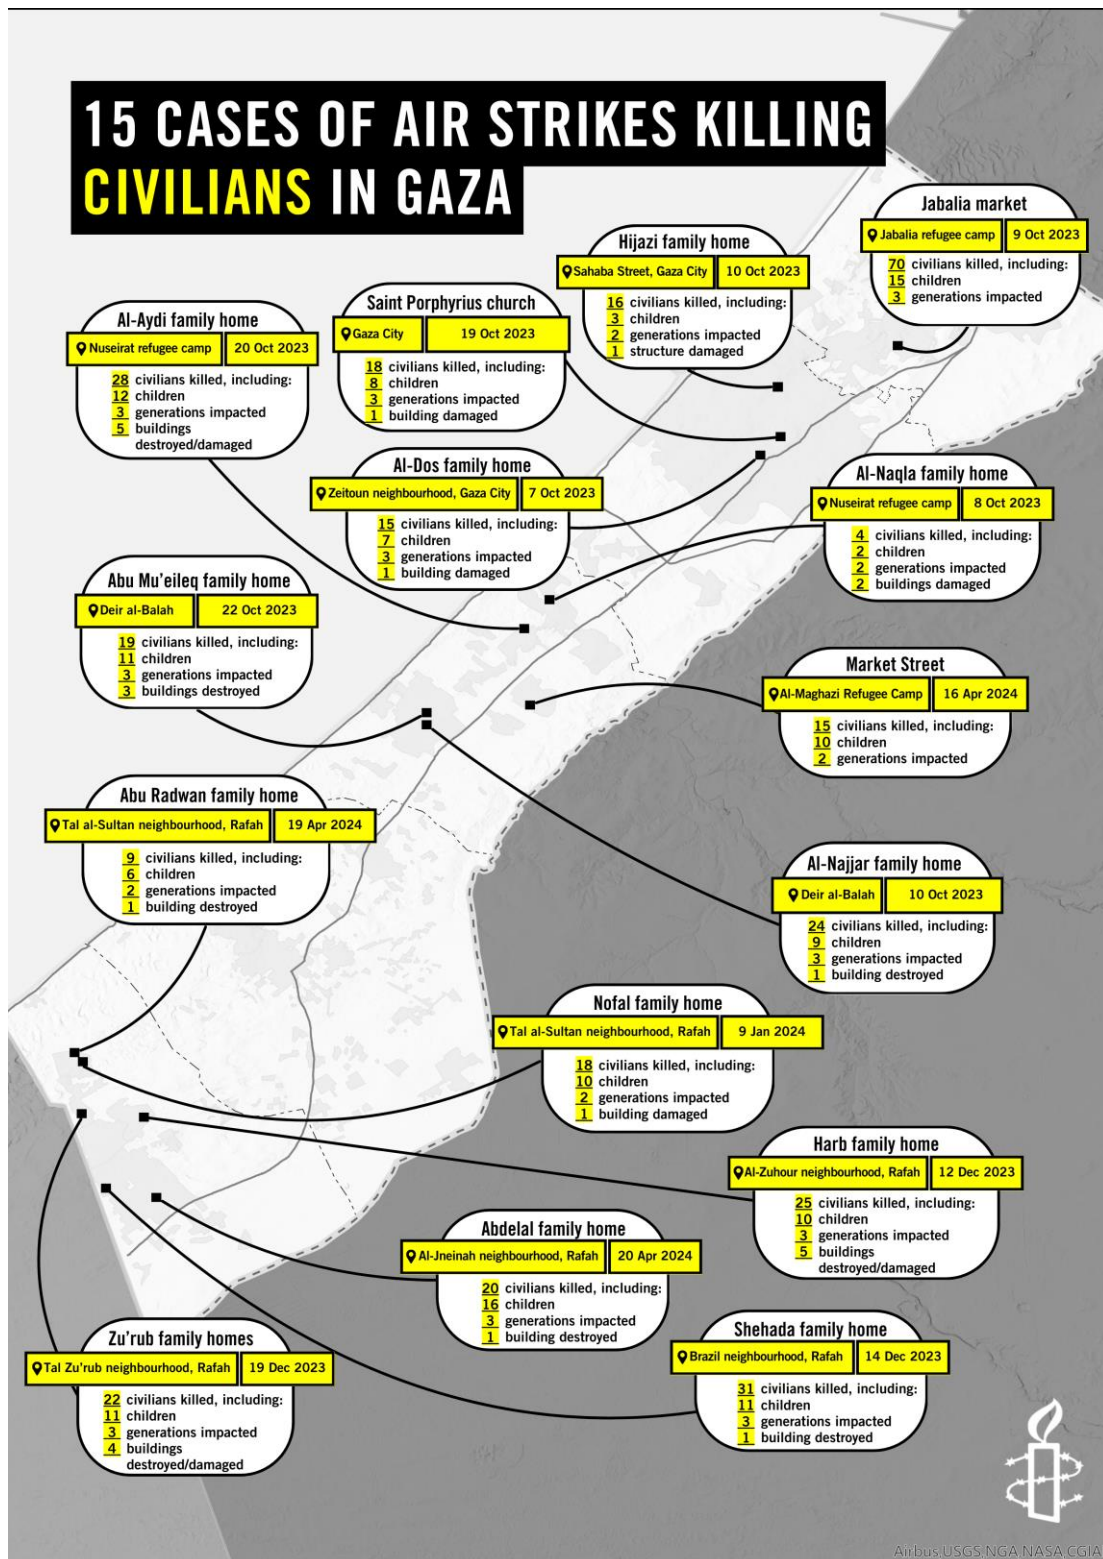 15 CASES OF AIR STRIKES KILLING
CIVILIANS IN GAZA
Jabalia market
Jabalia refugee camp 9 Oct 2023
70 civilians killed, including:
15 children
3 generations impacted
Hijazi family home
Sahaba Street, Gaza City 10 Oct 2023
16 civilians killed, including:
3 children
2 generations impacted
1 structure damaged
Saint Porphyrius church
Gaza City 19 Oct 2023
18 civilians killed, including:
8 children
3 generations impacted
1 building damaged
Al-Aydi family home
Nuseirat refugee camp 20 Oct 2023
28 civilians killed, including:
12 children
3 generations impacted
5 buildings
destroyed/damaged
Al-Dos family home
Zeitoun neighbourhood, Gaza City 7 Oct 2023
15 civilians killed, including:
7 children
3 generations impacted
1 building damaged
Al-Naqla family home
Nuseirat refugee camp 8 Oct 2023
4 civilians killed, including:
2 children
2 generations impacted
2 buildings damaged
Abu Mu'eileq family home
Deir al-Balah 22 Oct 2023
19 civilians killed, including:
11 children
3 generations impacted
3 buildings destroyed
Market Street
Al-Maghazi Refugee Camp 16 Apr 2024
15 civilians killed, including:
10 children
2 generations impacted
Abu Radwan family home
Tal al-Sultan neighbourhood, Rafah 19 Apr 2024
9 civilians killed, including:
6 children
2 generations impacted
1 building destroyed
Al-Najjar family home
Deir al-Balah 10 Oct 2023
24 civilians killed, including:
9 children
3 generations impacted
1 building destroyed
Nofal family home
Tal al-Sultan neighbourhood, Rafah 9 Jan 2024
18 civilians killed, including:
10 children
2 generations impacted
1 building damaged
Harb family home
Al-Zuhour neighbourhood, Rafah 12 Dec 2023
25 civilians killed, including:
10 children
3 generations impacted
5 buildings
destroyed/damaged
Abdelal family home
Al-Jneinah neighbourhood, Rafah 20 Apr 2024
20 civilians killed, including:
16 children
3 generations impacted
1 building destroyed
Zu'rub family homes
Tal Zu'rub neighbourhood, Rafah 19 Dec 2023
22 civilians killed, including:
11 children
3 generations impacted
4 buildings
destroyed/damaged
Shehada family home
Brazil neighbourhood, Rafah 14 Dec 2023
31 civilians killed, including:
11 children
3 generations impacted
1 building destroyed
Airbus,USGS,NGA,NASA,CGIA